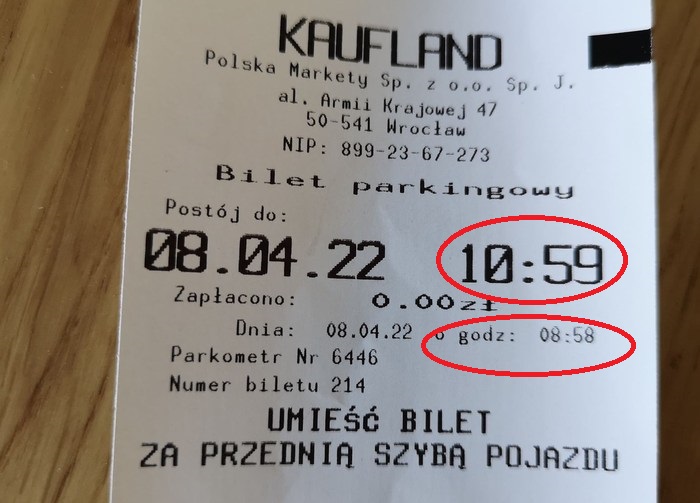 KAUFLAND
Polska Markety Sp. z o.o. Sp. J.
al. Armii Krajowej 47
50-541 Wrocław
NIP: 899-23-67-273
Bilet parkingowy
Postój do:
08.04.22 10:59
Zapłacono: 0.00zł
Dnia: 08.04.22 o godz: 08:58
Parkometr Nr 6446
Numer biletu 214
UMIEŚĆ BILET
ZA PRZEDNIĄ SZYBĄ POJAZDU